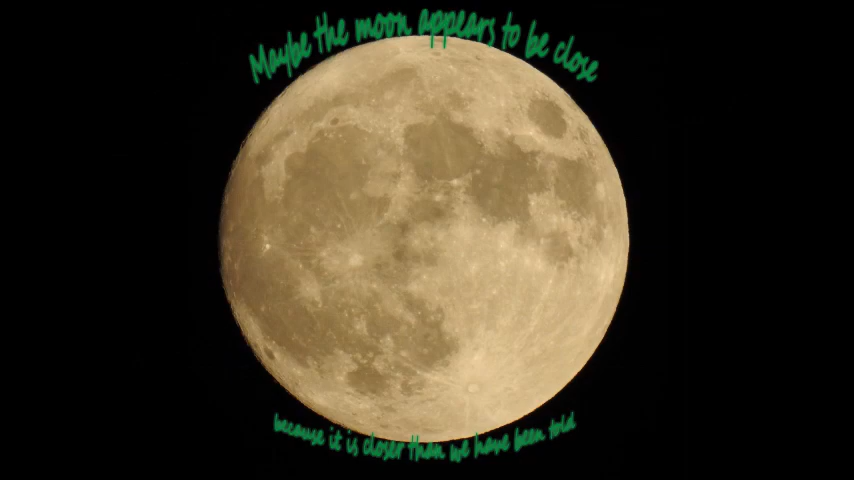 Maybe the moon appears to be close
because it is closer than we have been told